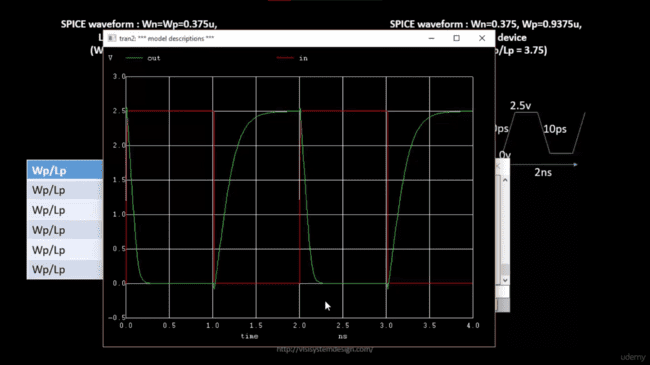 SPICE waveform : Wn=Wp=0.375u,
SPICE waveform : Wn=0.375, Wp=0.9375u,
device
p/Lp = 3.75)
tran2: *** model descriptions ***
V out in
3.0
2.5
2.0
1.5
1.0
0.5
0.0
-0.5
0.0 0.5 1.0 1.5 2.0 2.5 3.0 3.5 4.0
time ns
2.5v
0ps 10ps
0v
2ns
Wp/Lp
Wp/Lp
Wp/Lp
Wp/Lp
Wp/Lp
Wp/Lp
http://vlsisystemdesign.com/
udemy